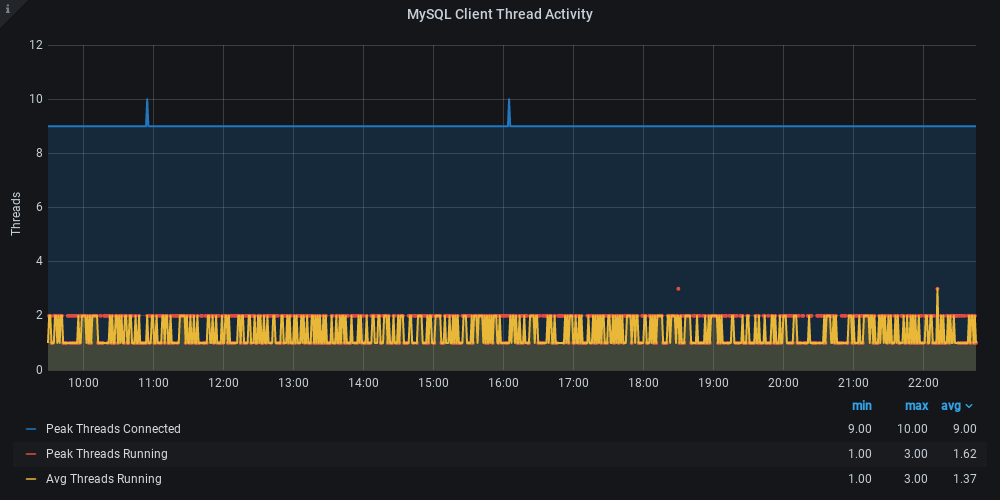 i
MySQL Client Thread Activity
12
10
8
6
4
2
0
Threads
10:00 11:00 12:00 13:00 14:00 15:00 16:00 17:00 18:00 19:00 20:00 21:00 22:00
min max avg
Peak Threads Connected 9.00 10.00 9.00
Peak Threads Running 1.00 3.00 1.62
Avg Threads Running 1.00 3.00 1.37